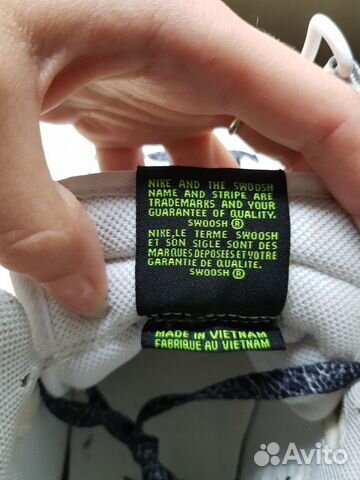 NIKE AND THE SWOOSH
NAME AND STRIPE ARE
TRADEMARKS AND YOUR
GUARANTEE OF QUALITY.
SWOOSH ®
NIKE,LE TERME SWOOSH
ET SON SIGLE SONT DES
MARQUES DEPOSEES ET VOTRE
GARANTIE DE QUALITY.
SWOOSH ®
MADE IN VIETNAM
FABRIQUE AU VIETNAM
Avito